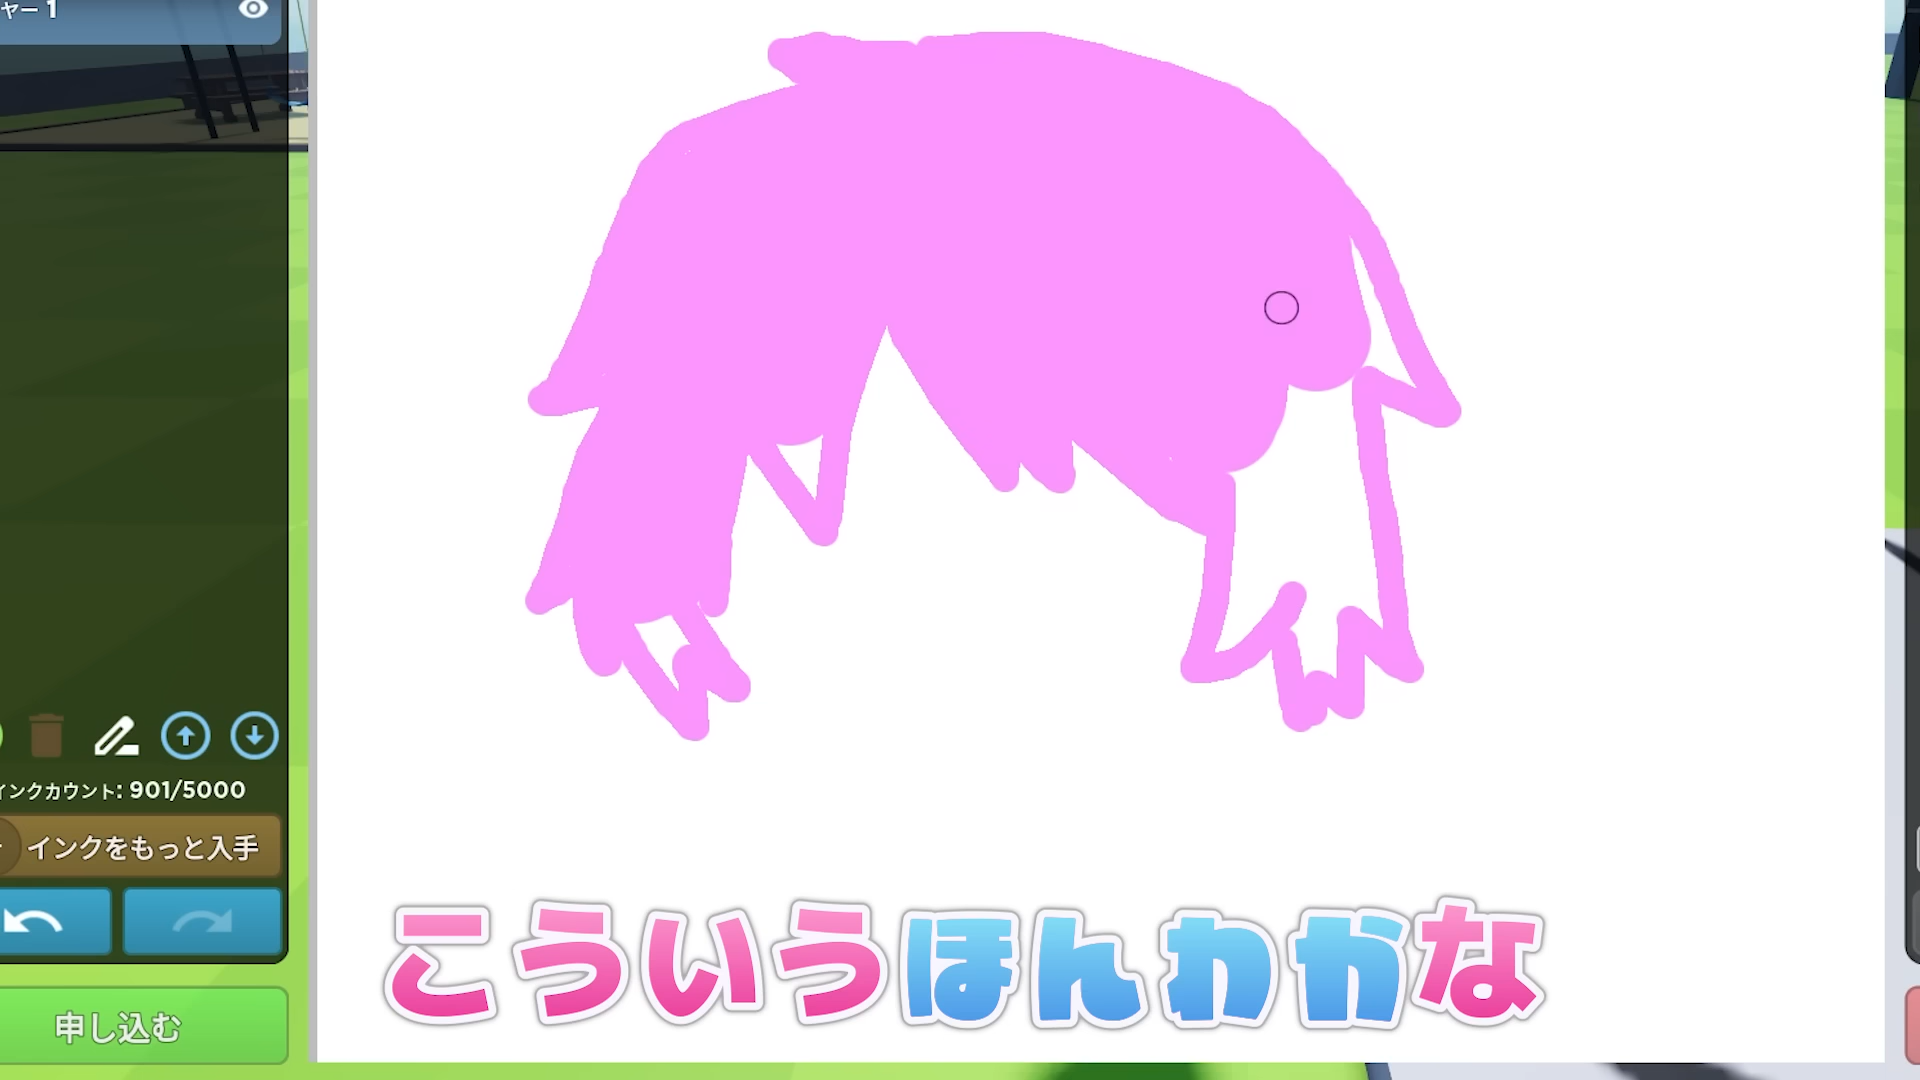 ヤー 1
インクカウント: 901/5000
インクをもっと入手
申し込む
こういうほんわかな